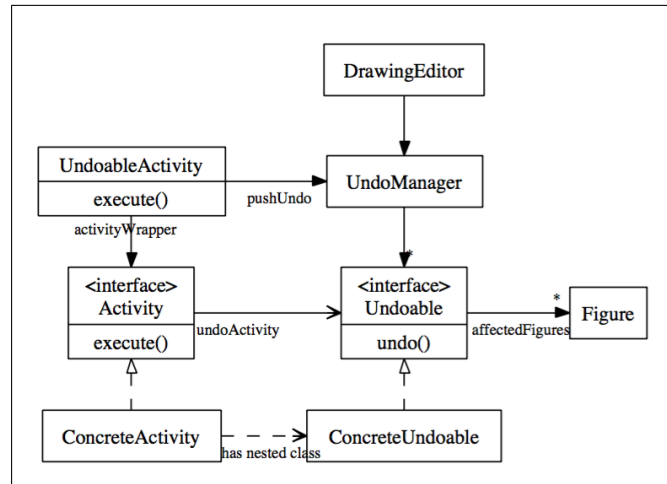 DrawingEditor
UndoableActivity
execute()
pushUndo
UndoManager
activityWrapper
*
<interface>
Activity
execute()
undoActivity
<interface>
Undoable
undo()
*
affectedFigures
Figure
ConcreteActivity
has nested class
ConcreteUndoable